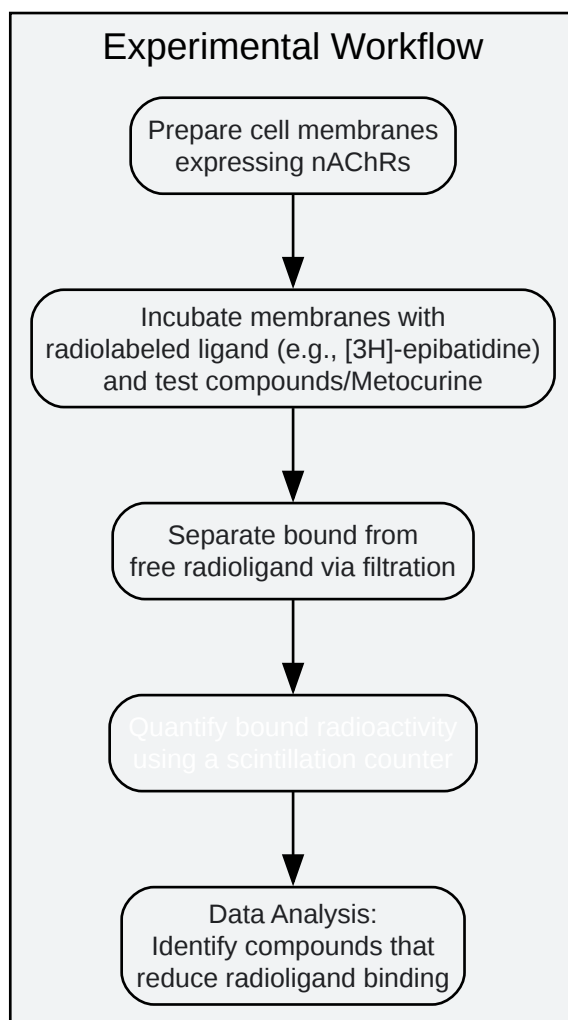 Experimental Workflow
Prepare cell membranes
expressing nAChRs
Incubate membranes with
radiolabeled ligand (e.g., [3H]-epibatidine)
and test compounds/Metocurine
Separate bound from
free radioligand via filtration
Quantify bound radioactivity
using a scintillation counter
Data Analysis:
Identify compounds that
reduce radioligand binding